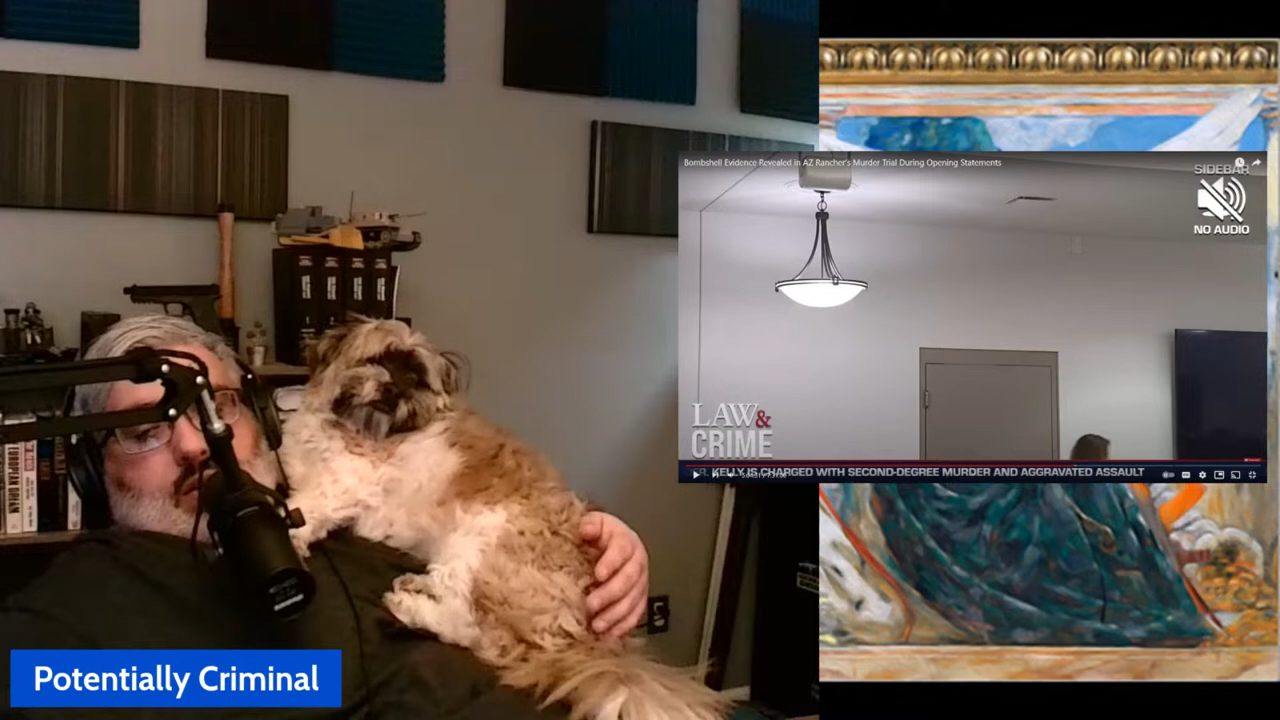 Bombshell Evidence Revealed in AZ Rancher's Murder Trial During Opening Statements
SIDEBAR
NO AUDIO
LAW&
CRIME
KELLY IS CHARGED WITH SECOND-DEGREE MURDER AND AGGRAVATED ASSAULT
Potentially Criminal